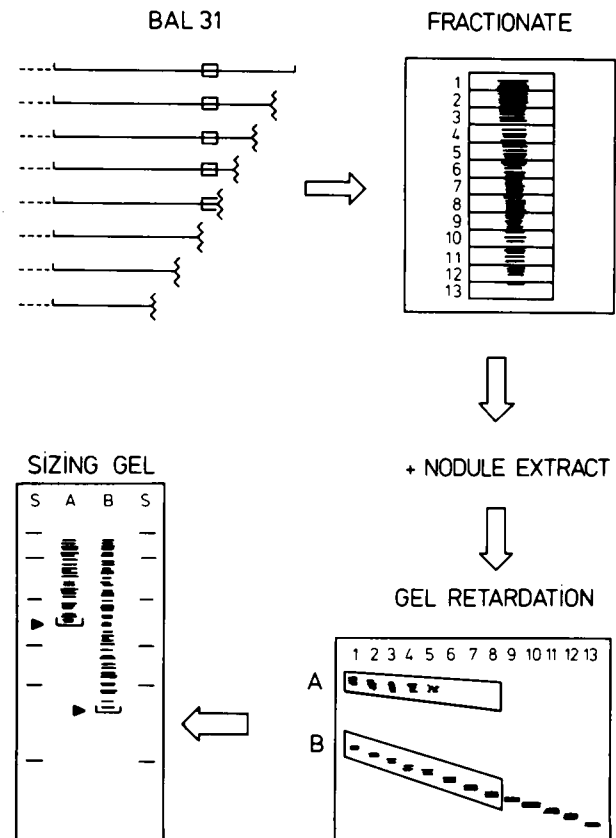 BAL 31
FRACTIONATE
1
2
3
4
5
6
7
8
9
10
11
12
13
+ NODULE EXTRACT
GEL RETARDATION
1 2 3 4 5 6 7 8 9 10 11 12 13
A
B
SIZING GEL
S A B S